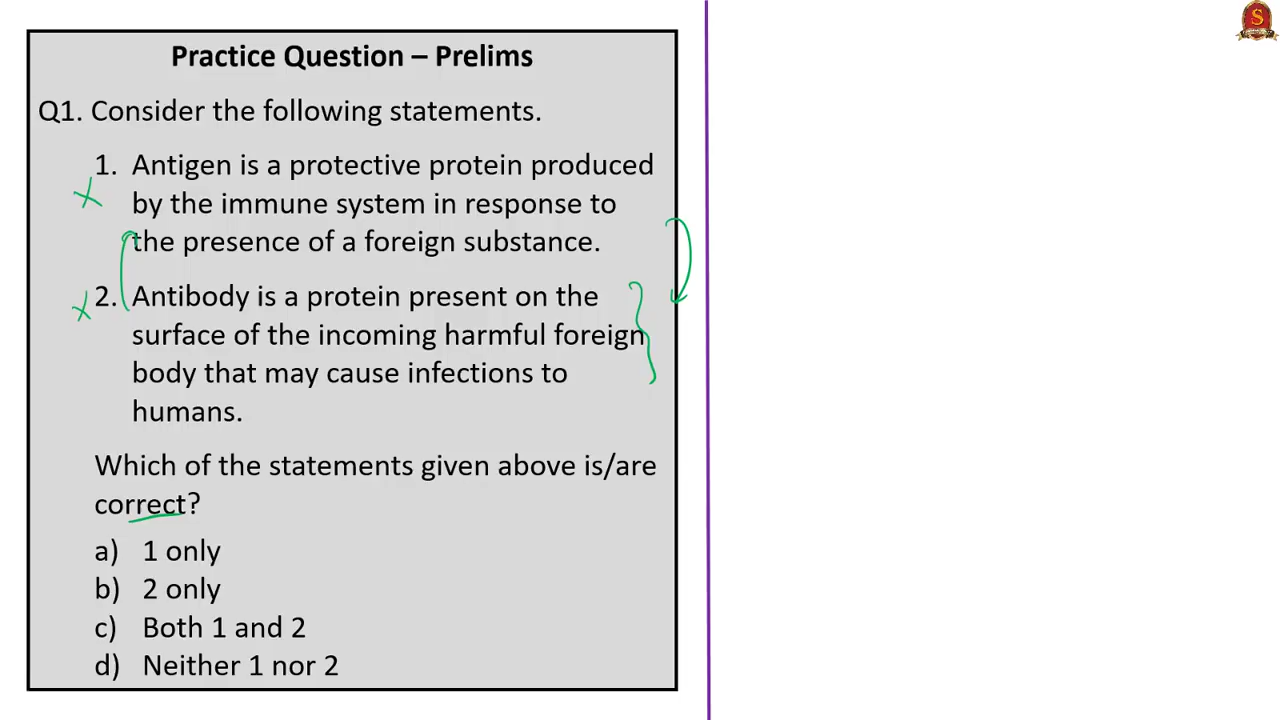 Practice Question – Prelims
Q1. Consider the following statements.
1. Antigen is a protective protein produced
by the immune system in response to
the presence of a foreign substance.
2. Antibody is a protein present on the
surface of the incoming harmful foreign
body that may cause infections to
humans.
Which of the statements given above is/are
correct?
a) 1 only
b) 2 only
c) Both 1 and 2
d) Neither 1 nor 2
S